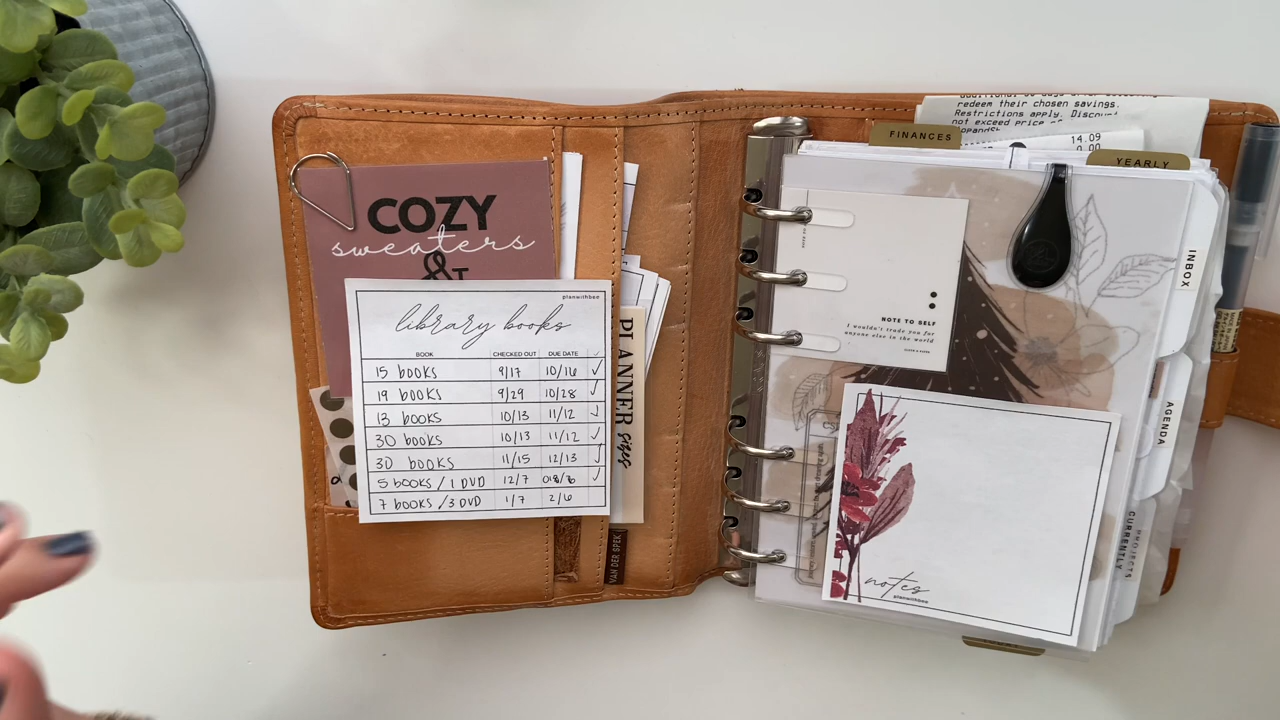 COZY
sweaters
&
planwithbee
library books
BOOK CHECKED OUT DUE DATE ✓
15 books 9/17 10/16 ✓
19 books 9/29 10/28 ✓
13 books 10/13 11/12 ✓
30 books 10/13 11/12 ✓
30 books 11/15 12/13 ✓
5 books / 1 DVD 12/7 ✓
7 books / 3 DVD 1/7 2/6
PLANNER sizes
VAN DER SPEK
redeem their chosen savings.
Restrictions apply. Discount
not exceed price of
14.09
0.00
FINANCES
YEARLY
NOTE TO SELF
I wouldn't trade you for
anyone else in the world
INBOX
AGENDA
PROJECTS
CURRENTLY
notes
planwithbee